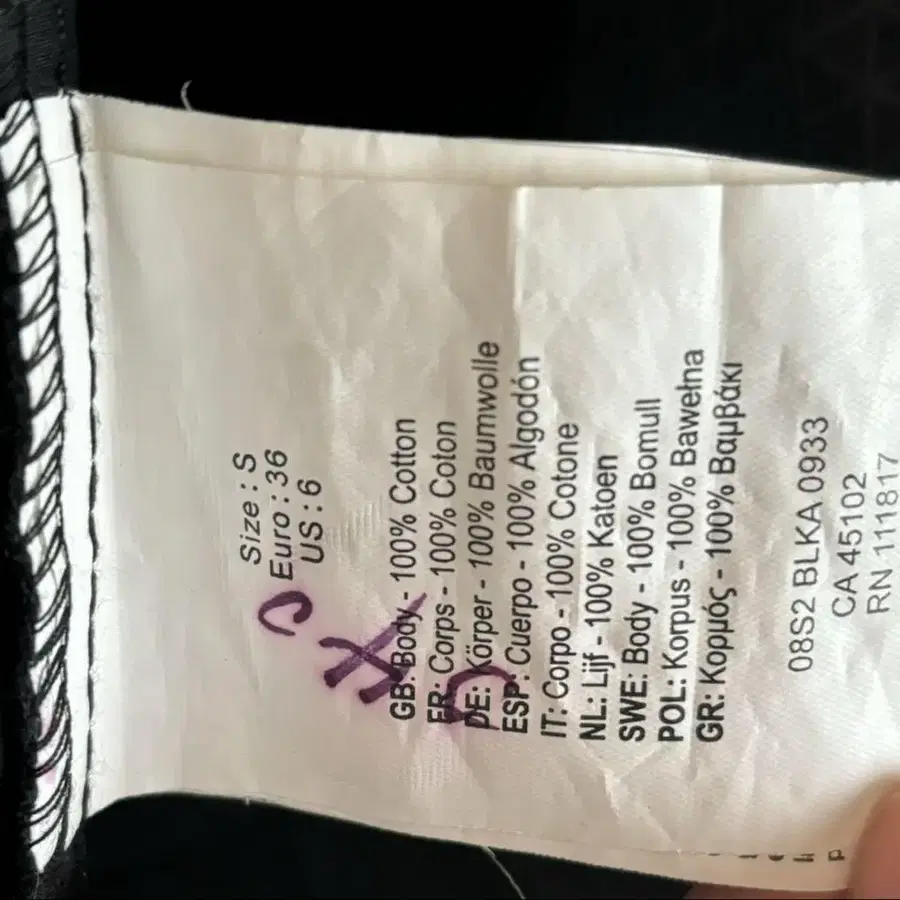 Size : S
Euro : 36
US : 6
GB: Body - 100% Cotton
FR: Corps - 100% Coton
DE: Körper - 100% Baumwolle
ESP: Cuerpo - 100% Algodón
IT: Corpo - 100% Cotone
NL: Lijf - 100% Katoen
SWE: Body - 100% Bomull
POL: Korpus - 100% Bawełna
GR: Κορμός - 100% Βαμβάκι
08S2 BLKA 0933
CA 45102
RN 111817